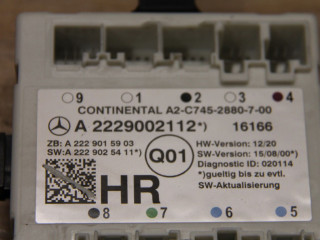 9 1 2 3 4
CONTINENTAL A2-C745-2880-7-00
A 2229002112*) 16166
ZB: A 222 901 59 03
SW:A 222 902 54 11*)
Q01
HW-Version: 12/20
SW-Version: 15/08/00*)
Diagnostic ID: 020114
*)gueltig bis zu evtl.
SW-Aktualisierung
HR
8 7 6 5